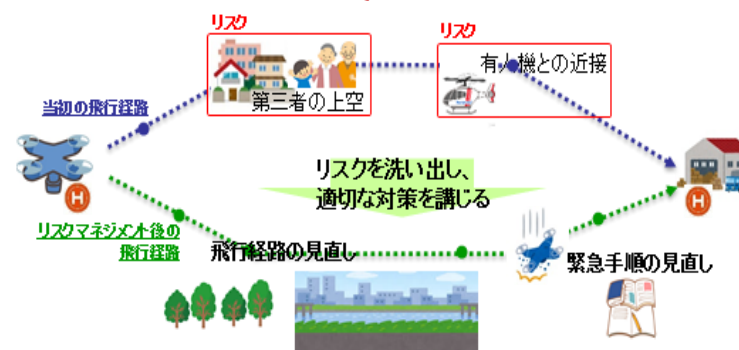 リスク
リスク
有人機との近接
第三者の上空
当初の飛行経路
H
H
リスクを洗い出し、
適切な対策を講じる
リスクマネジメント後の
飛行経路
飛行経路の見直し
緊急手順の見直し